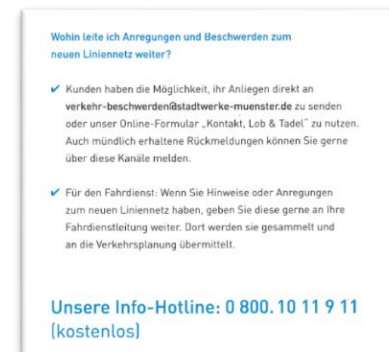 Wohin leite ich Anregungen und Beschwerden zum
neuen Liniennetz weiter?
✔ Kunden haben die Möglichkeit, ihr Anliegen direkt an
verkehr-beschwerden@stadtwerke-muenster.de zu senden
oder unser Online-Formular „Kontakt, Lob & Tadel" zu nutzen.
Auch mündlich erhaltene Rückmeldungen können Sie gerne
über diese Kanäle melden.
✔ Für den Fahrdienst: Wenn Sie Hinweise oder Anregungen
zum neuen Liniennetz haben, geben Sie diese gerne an Ihre
Fahrdienstleitung weiter. Dort werden sie gesammelt und
an die Verkehrsplanung übermittelt.
Unsere Info-Hotline: 0 800. 10 11 9 11
(kostenlos)